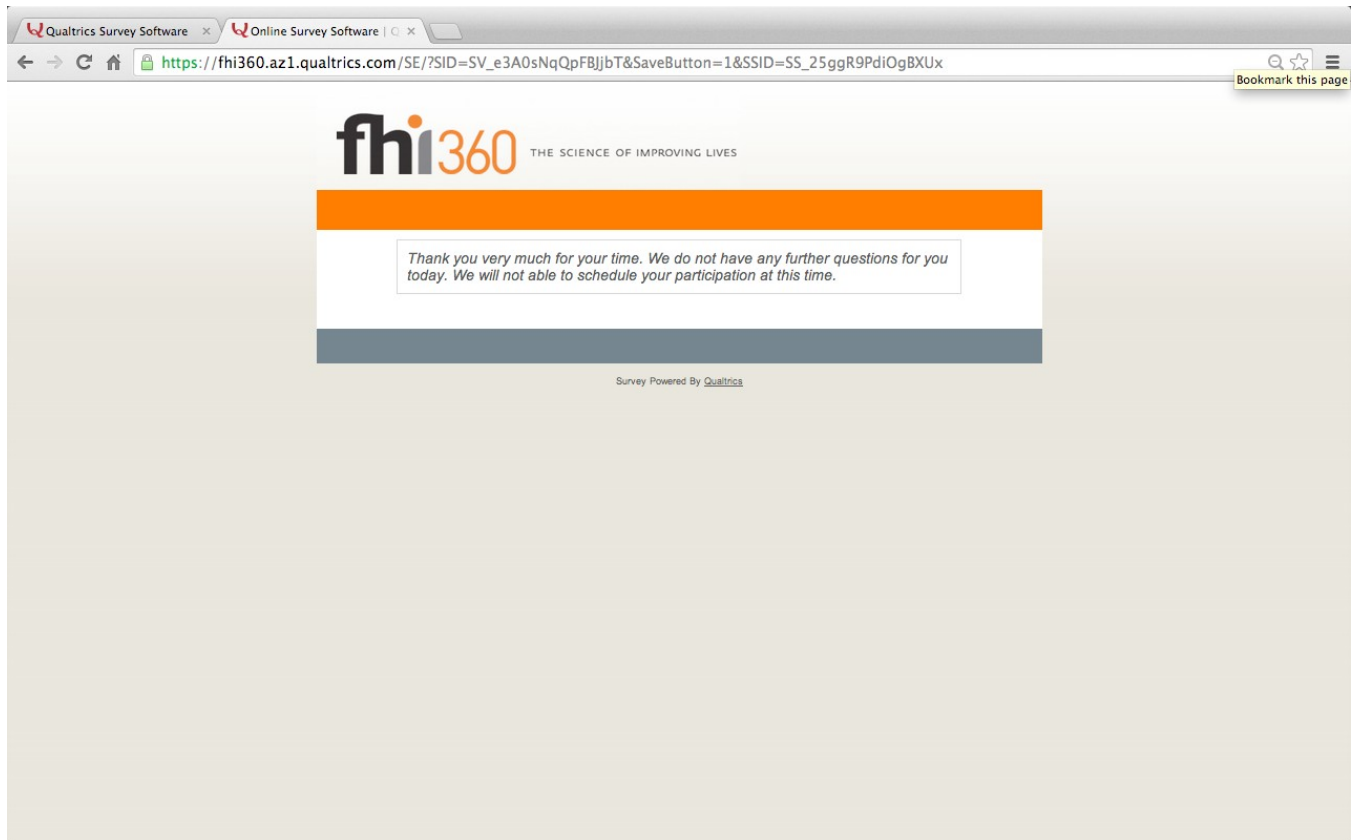 Qualtrics Survey Software
Online Survey Software | Q
https://fhi360.az1.qualtrics.com/SE/?SID=SV_e3A0sNqQpFBJjbT&SaveButton=1&SSID=SS_25ggR9PdiOgBXUx
Bookmark this page
fhi360 THE SCIENCE OF IMPROVING LIVES
Thank you very much for your time. We do not have any further questions for you
today. We will not able to schedule your participation at this time.
Survey Powered By Qualtrics